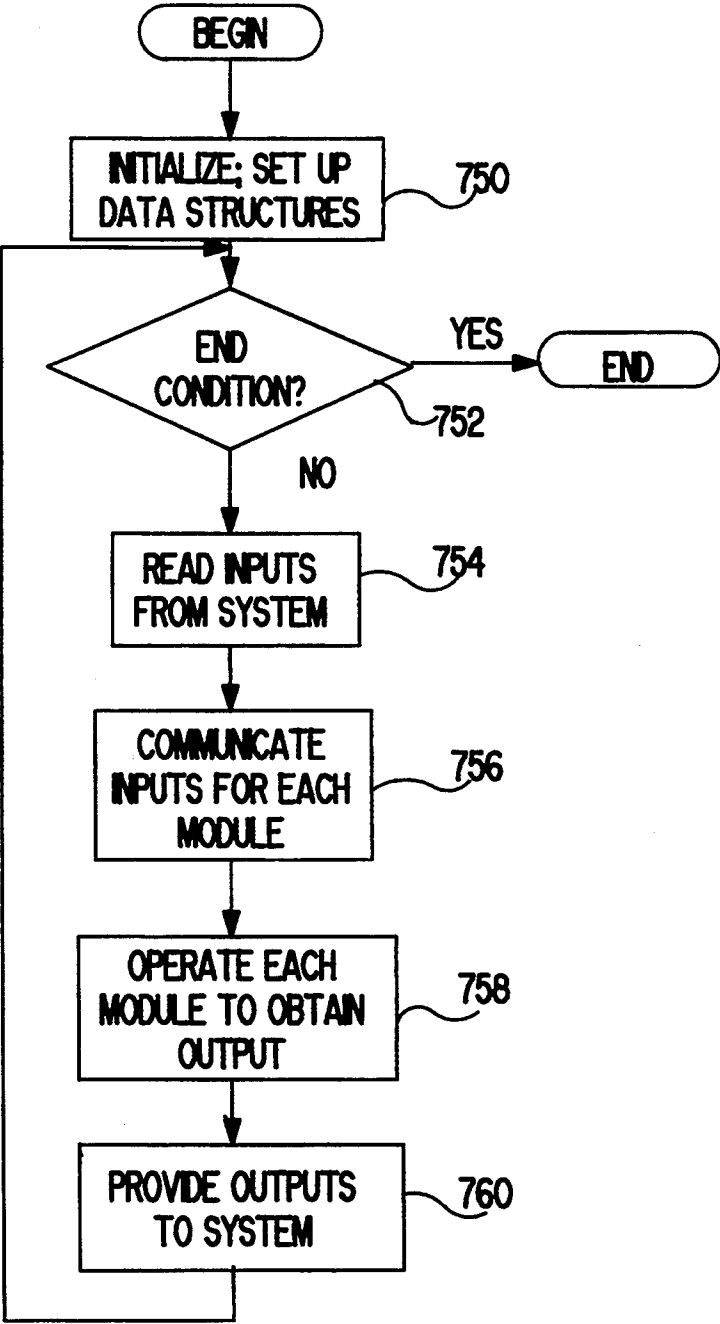 BEGIN
INITIALIZE; SET UP
DATA STRUCTURES
750
END
CONDITION?
YES
END
752
NO
READ INPUTS
FROM SYSTEM
754
COMMUNICATE
INPUTS FOR EACH
MODULE
756
OPERATE EACH
MODULE TO OBTAIN
OUTPUT
758
PROVIDE OUTPUTS
TO SYSTEM
760